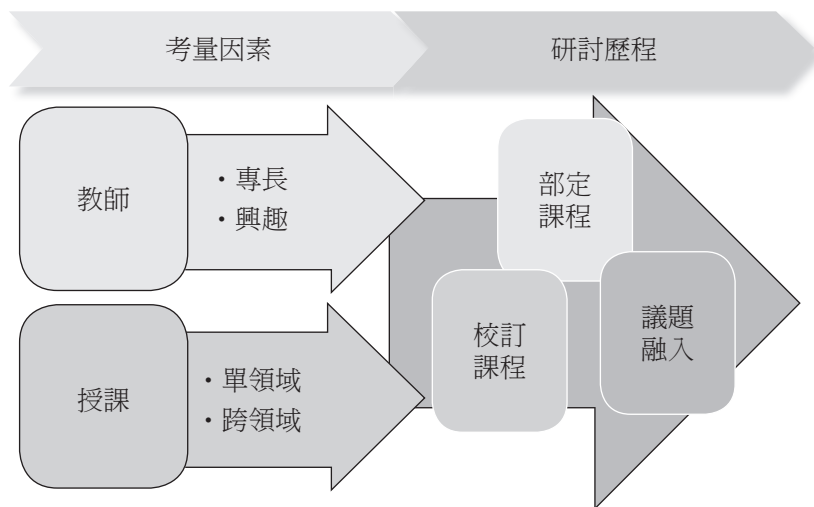 考量因素
研討歷程
教師
・專長
・興趣
授課
・單領域
・跨領域
部定
課程
校訂
課程
議題
融入